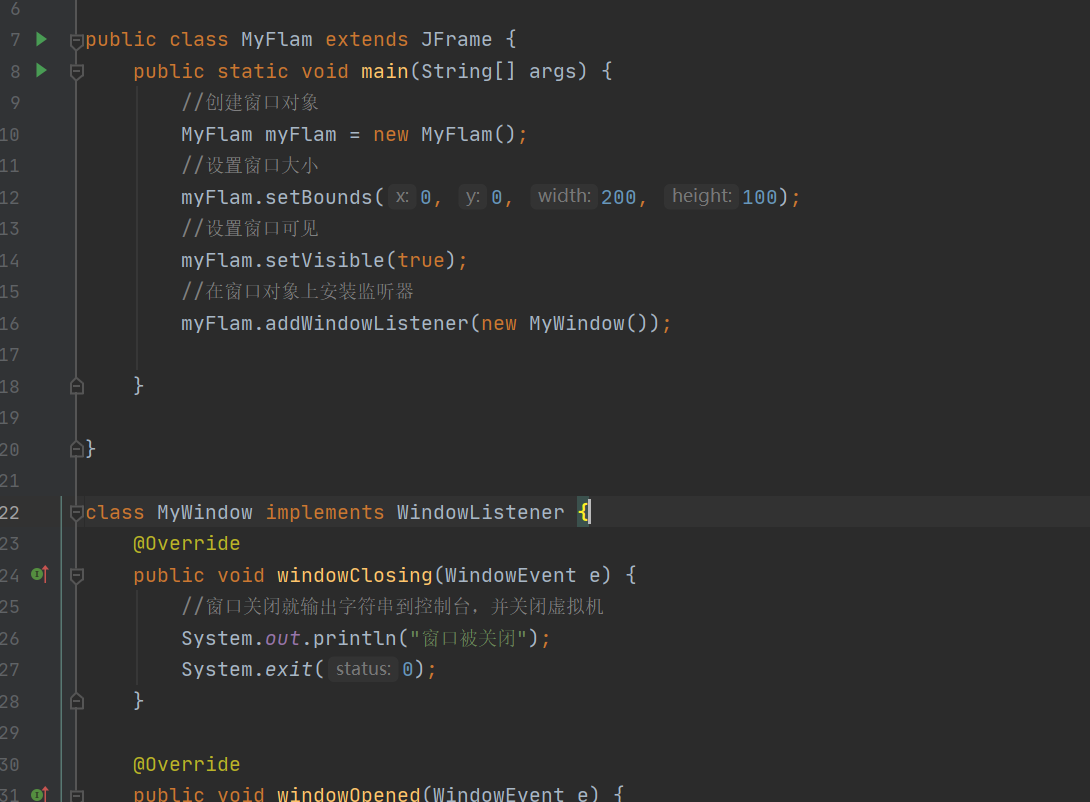 6
7 public class MyFlam extends JFrame {
8 public static void main(String[] args) {
9 //创建窗口对象
10 MyFlam myFlam = new MyFlam();
11 //设置窗口大小
12 myFlam.setBounds( x: 0, y: 0, width: 200, height: 100);
13 //设置窗口可见
14 myFlam.setVisible(true);
15 //在窗口对象上安装监听器
16 myFlam.addWindowListener(new MyWindow());
17
18 }
19
20 }
21
22 class MyWindow implements WindowListener {
23 @Override
24 public void windowClosing(WindowEvent e) {
25 //窗口关闭就输出字符串到控制台，并关闭虚拟机
26 System.out.println("窗口被关闭");
27 System.exit( status: 0);
28 }
29
30 @Override
31 public void windowOpened(WindowEvent e) {